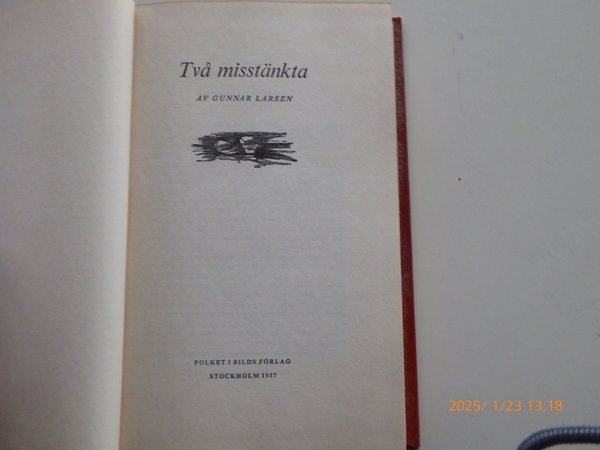 Två misstänkta
AV GUNNAR LARSEN
FOLKET I BILDS FÖRLAG
STOCKHOLM 1957
2025/ 1/23 13:18